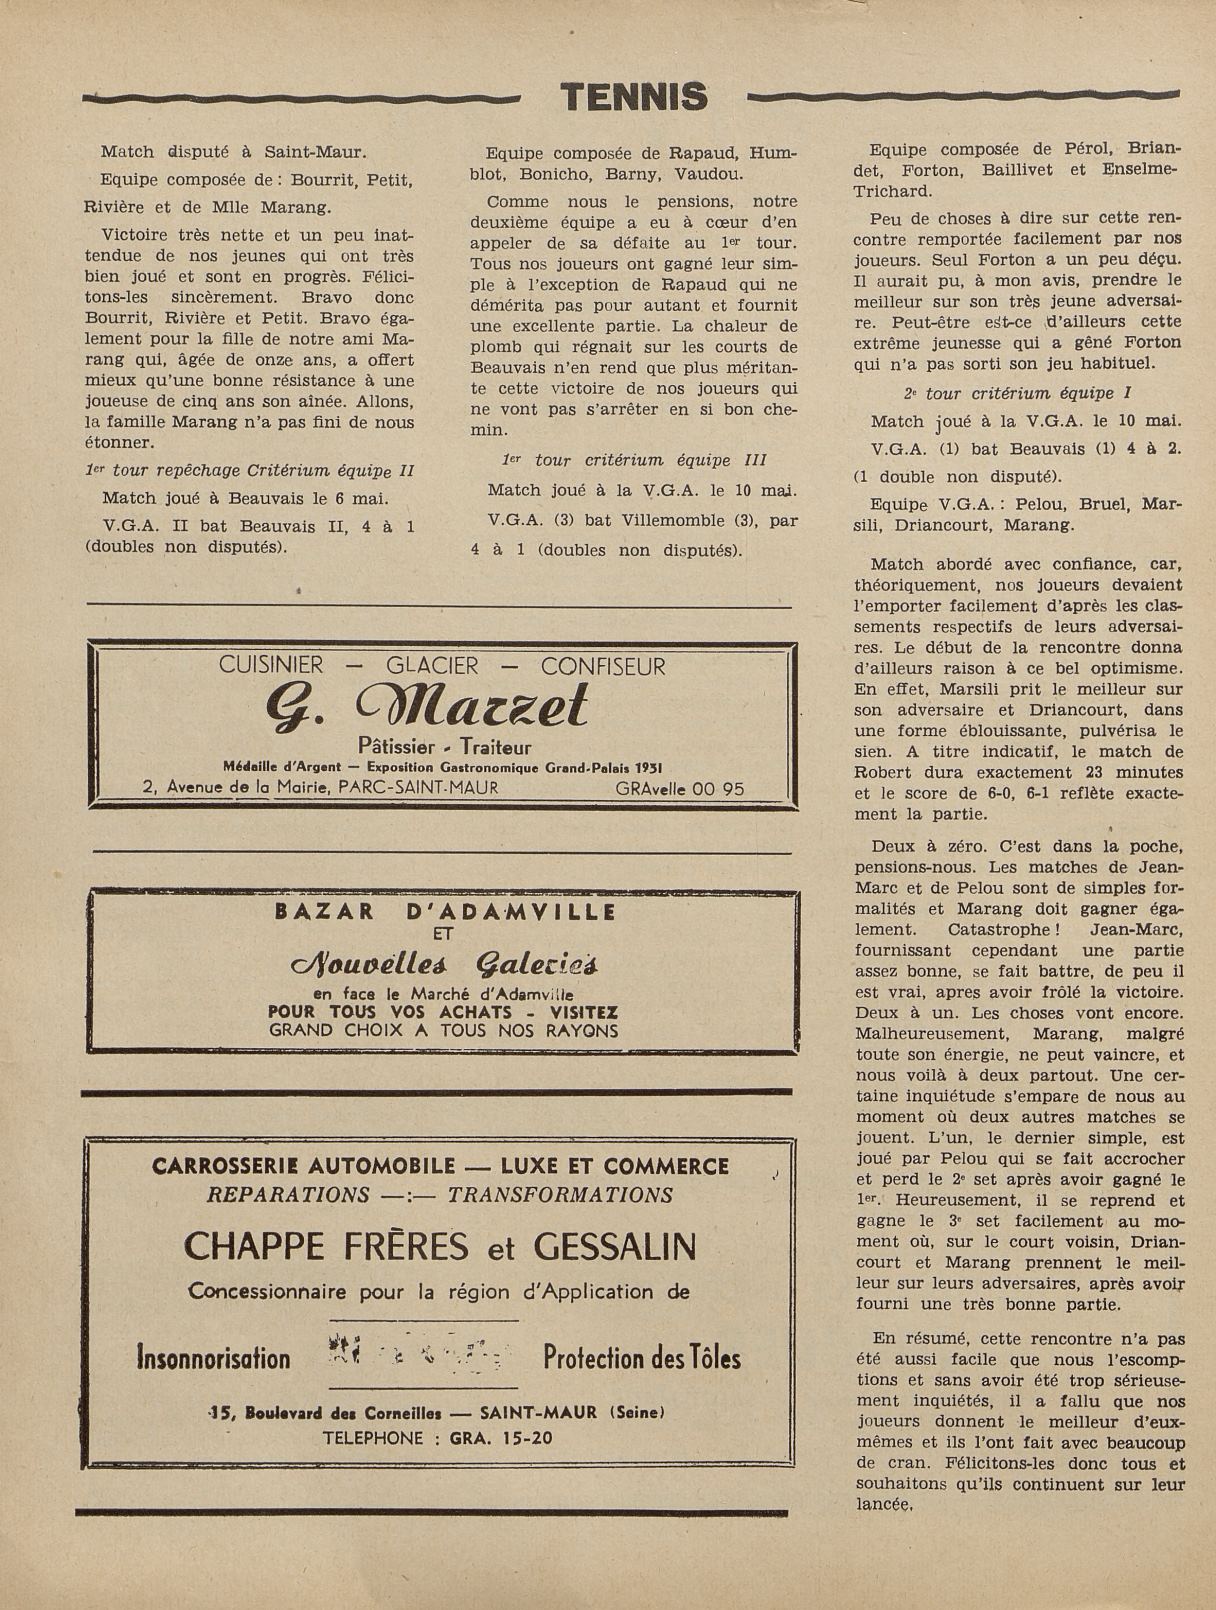 TENNIS
Match disputé à Saint-Maur.
Equipe composée de : Bourrit, Petit,
Rivière et de Mlle Marang.
Victoire très nette et un peu inat-
tendue de nos jeunes qui ont très
bien joué et sont en progrès. Félici-
tons-les sincèrement. Bravo donc
Bourrit, Rivière et Petit. Bravo éga-
lement pour la fille de notre ami Ma-
rang qui, âgée de onze ans, a offert
mieux qu'une bonne résistance à une
joueuse de cinq ans son aînée. Allons,
la famille Marang n'a pas fini de nous
étonner.
1er tour repêchage Critérium équipe II
Match joué à Beauvais le 6 mai.
V.G.A. II bat Beauvais II, 4 à 1
(doubles non disputés).
Equipe composée de Rapaud, Hum-
blot, Bonicho, Barny, Vaudou.
Comme nous le pensions, notre
deuxième équipe a eu à cœur d'en
appeler de sa défaite au 1er tour.
Tous nos joueurs ont gagné leur sim-
ple à l'exception de Rapaud qui ne
démérita pas pour autant et fournit
une excellente partie. La chaleur de
plomb qui régnait sur les courts de
Beauvais n'en rend que plus méritan-
te cette victoire de nos joueurs qui
ne vont pas s'arrêter en si bon che-
min.
1er tour critérium équipe III
Match joué à la V.G.A. le 10 mai.
V.G.A. (3) bat Villemomble (3), par
4 à 1 (doubles non disputés).
Equipe composée de Pérol, Brian-
det, Forton, Baillivet et Enselme-
Trichard.
Peu de choses à dire sur cette ren-
contre remportée facilement par nos
joueurs. Seul Forton a un peu déçu.
Il aurait pu, à mon avis, prendre le
meilleur sur son très jeune adversai-
re. Peut-être est-ce d'ailleurs cette
extrême jeunesse qui a gêné Forton
qui n'a pas sorti son jeu habituel.
2e tour critérium équipe I
Match joué à la V.G.A. le 10 mai.
V.G.A. (1) bat Beauvais (1) 4 à 2.
(1 double non disputé).
Equipe V.G.A. : Pelou, Bruel, Mar-
sili, Driancourt, Marang.
Match abordé avec confiance, car,
théoriquement, nos joueurs devaient
l'emporter facilement d'après les clas-
sements respectifs de leurs adversai-
res. Le début de la rencontre donna
d'ailleurs raison à ce bel optimisme.
En effet, Marsili prit le meilleur sur
son adversaire et Driancourt, dans
une forme éblouissante, pulvérisa le
sien. A titre indicatif, le match de
Robert dura exactement 23 minutes
et le score de 6-0, 6-1 reflète exacte-
ment la partie.
Deux à zéro. C'est dans la poche,
pensions-nous. Les matches de Jean-
Marc et de Pelou sont de simples for-
malités et Marang doit gagner éga-
lement. Catastrophe ! Jean-Marc,
fournissant cependant une partie
assez bonne, se fait battre, de peu il
est vrai, apres avoir frôlé la victoire.
Deux à un. Les choses vont encore.
Malheureusement, Marang, malgré
toute son énergie, ne peut vaincre, et
nous voilà à deux partout. Une cer-
taine inquiétude s'empare de nous au
moment où deux autres matches se
jouent. L'un, le dernier simple, est
joué par Pelou qui se fait accrocher
et perd le 2e set après avoir gagné le
1er. Heureusement, il se reprend et
gagne le 3e set facilement au mo-
ment où, sur le court voisin, Drian-
court et Marang prennent le meil-
leur sur leurs adversaires, après avoir
fourni une très bonne partie.
En résumé, cette rencontre n'a pas
été aussi facile que nous l'escomp-
tions et sans avoir été trop sérieuse-
ment inquiétés, il a fallu que nos
joueurs donnent le meilleur d'eux-
mêmes et ils l'ont fait avec beaucoup
de cran. Félicitons-les donc tous et
souhaitons qu'ils continuent sur leur
lancée.
CUISINIER — GLACIER — CONFISEUR
G. Marzet
Pâtissier - Traiteur
Médaille d'Argent — Exposition Gastronomique Grand-Palais 1931
2, Avenue de la Mairie, PARC-SAINT-MAUR GRAvelle 00 95
BAZAR D'ADAMVILLE
ET
Nouvelles Galeries
en face le Marché d'Adamville
POUR TOUS VOS ACHATS - VISITEZ
GRAND CHOIX A TOUS NOS RAYONS
CARROSSERIE AUTOMOBILE — LUXE ET COMMERCE
REPARATIONS —:— TRANSFORMATIONS
CHAPPE FRÈRES et GESSALIN
Concessionnaire pour la région d'Application de
Insonnorisation Protection des Tôles
15, Boulevard des Corneilles — SAINT-MAUR (Seine)
TELEPHONE : GRA. 15-20